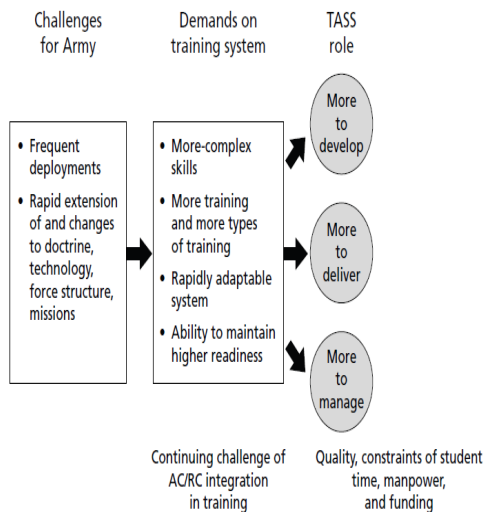 Challenges
for Army
Demands on
training system
TASS
role
• Frequent
deployments
• Rapid extension
of and changes
to doctrine,
technology,
force structure,
missions
• More-complex
skills
• More training
and more types
of training
• Rapidly adaptable
system
• Ability to maintain
higher readiness
More
to
develop
More
to
deliver
More
to
manage
Continuing challenge of
AC/RC integration
in training
Quality, constraints of student
time, manpower,
and funding